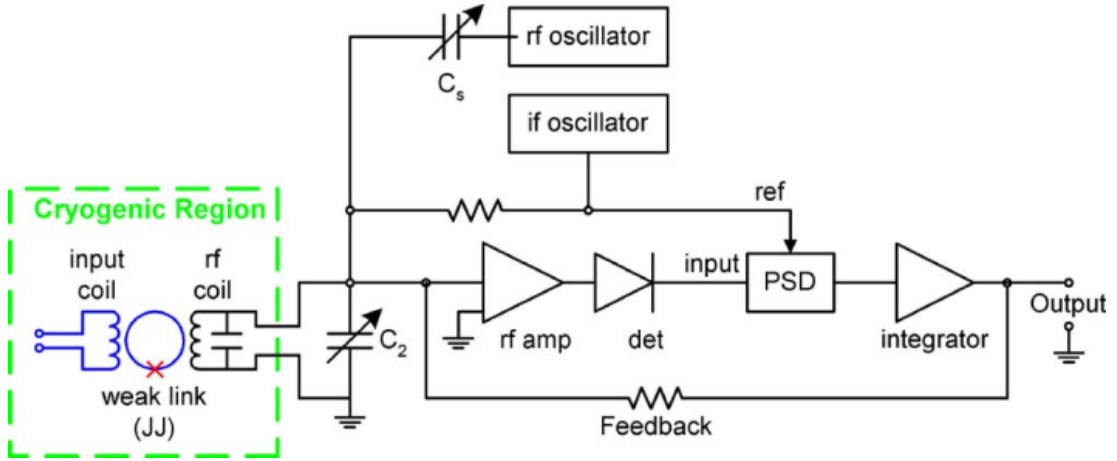 rf oscillator
Cs
if oscillator
ref
Cryogenic Region
input
coil
rf
coil
input
PSD
Output
C2
rf amp
det
integrator
weak link
(JJ)
Feedback